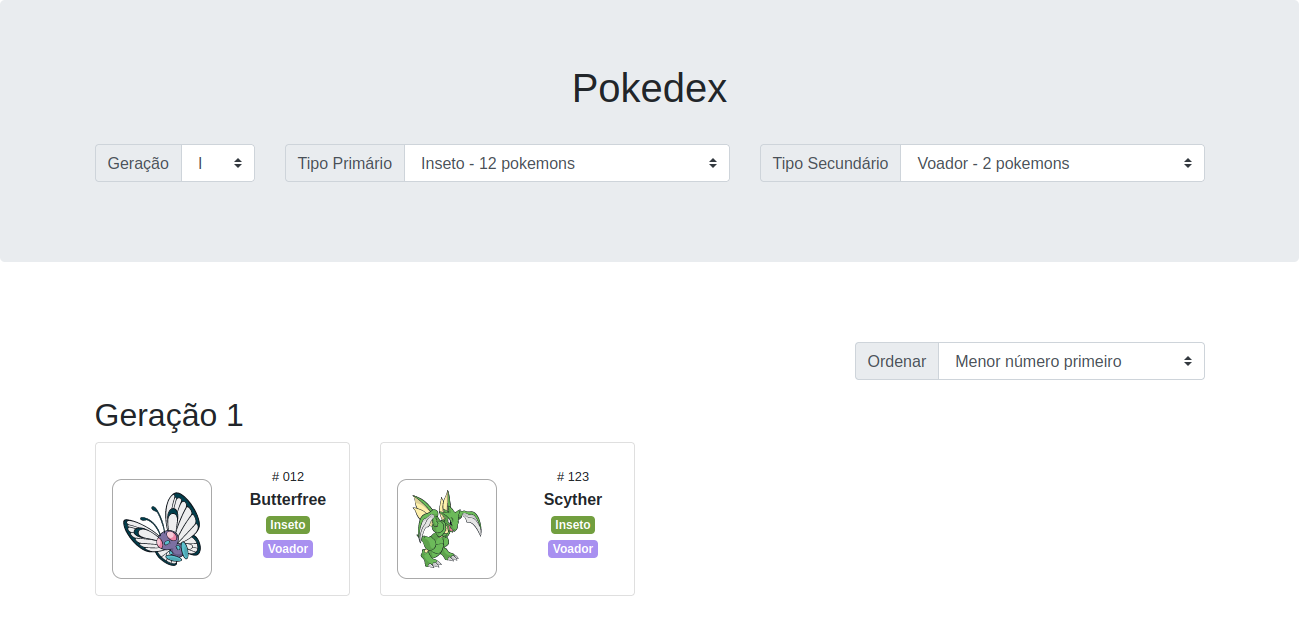 Pokedex
Geração I Tipo Primário Inseto - 12 pokemons Tipo Secundário Voador - 2 pokemons
Ordenar Menor número primeiro
Geração 1
# 012
Butterfree
Inseto
Voador
# 123
Scyther
Inseto
Voador